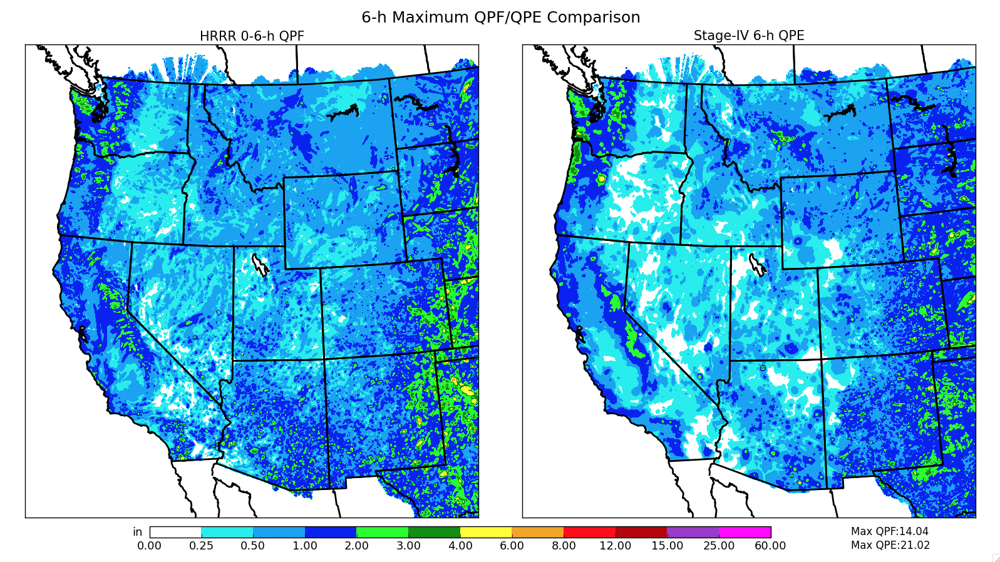 6-h Maximum QPF/QPE Comparison
HRRR 0-6-h QPF
Stage-IV 6-h QPE
in
0.00 0.25 0.50 1.00 2.00 3.00 4.00 6.00 8.00 12.00 15.00 25.00 60.00
Max QPF:14.04
Max QPE:21.02